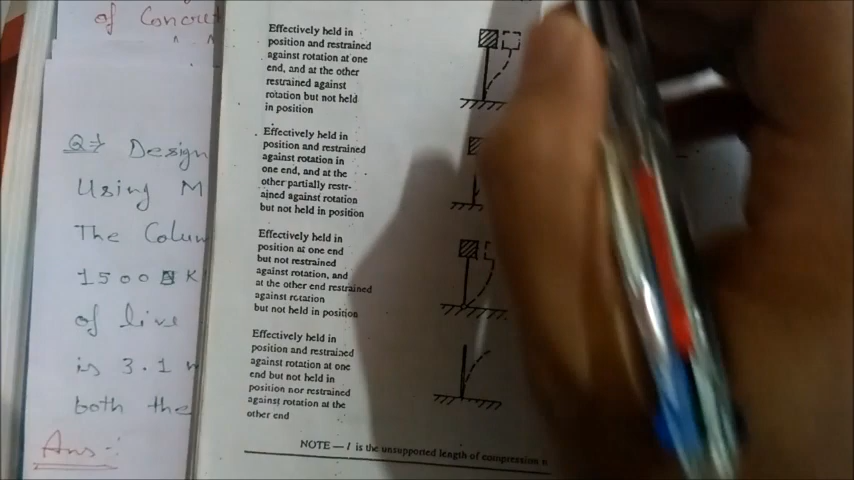 of Concret
Q:⇒ Design
Using M
The Colum
1500 K
of live
is 3.1
both the
Ans:-
Effectively held in
position and restrained
against rotation at one
end, and at the other
restrained against
rotation but not held
in position
Effectively held in
position and restrained
against rotation in
one end, and at the
other partially restr-
ained against rotation
but not held in position
Effectively held in
position at one end
but not restrained
against rotation, and
at the other end restrained
against rotation
but not held in position
Effectively held in
position and restrained
against rotation at one
end but not held in
position nor restrained
against rotation at the
other end
NOTE — l is the unsupported length of compression